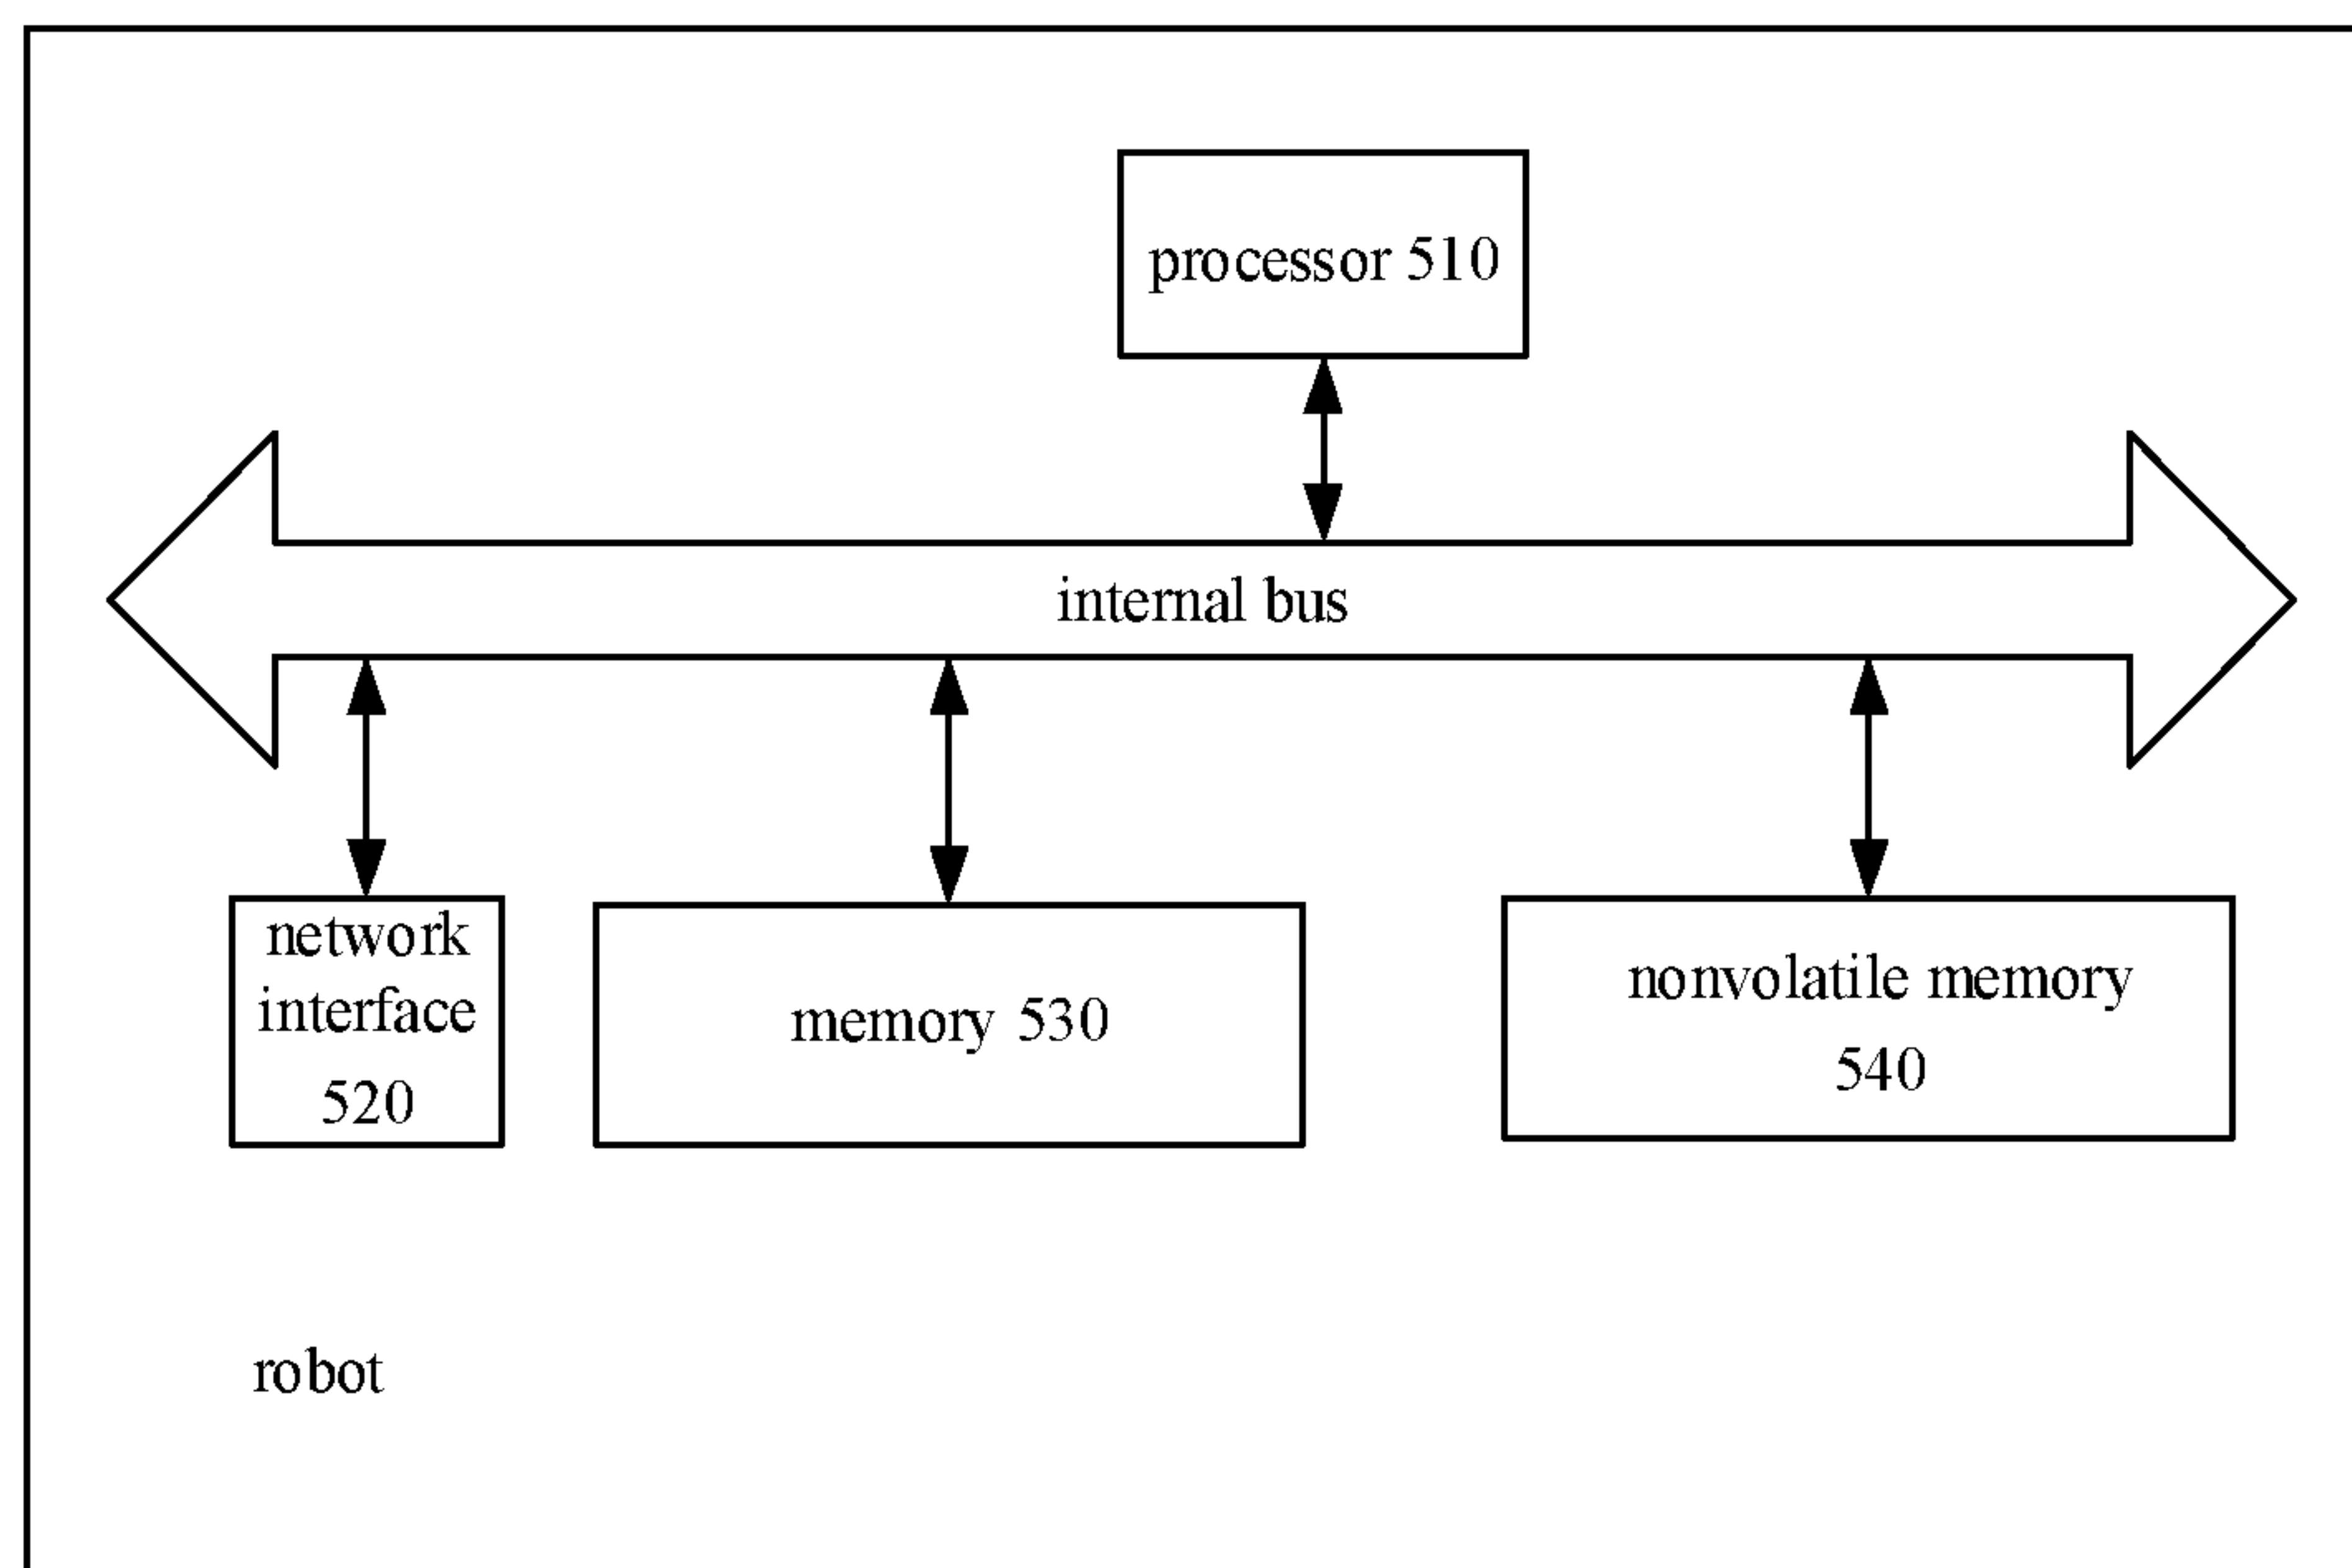 processor 510
internal bus
network
interface
520
memory 530
nonvolatile memory
540
robot